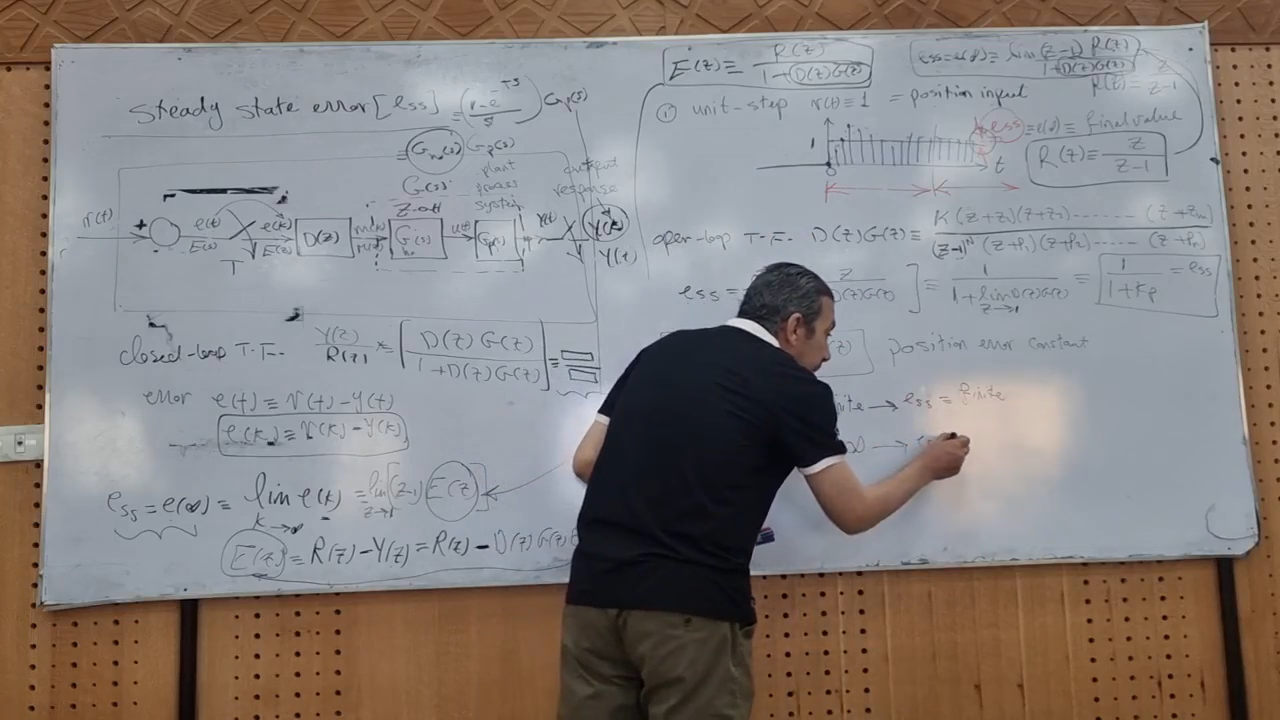 steady state error [ess] = (1-e^-TS / s) Gp(s)
= Gho(s) Gp(s)
G(s)
plant
process
system
output
response
r(t) + e(t) e(k) D(z) u(t) Gp(s) y(t) Y(k)
E(s) T E(z) Y(t)
closed-loop T.F. Y(z)/R(z) = [D(z)G(z) / 1+D(z)G(z)] =
error e(t) = r(t) - y(t)
e(k) = r(k) - y(k)
ess = e(∞) = lim e(k) = lim [(z-1) E(z)]
k→∞ z→1
E(z) = R(z) - Y(z) = R(z) - D(z)G(z)
E(z) = R(z) / 1+D(z)G(z)
ess = e(∞) = lim (z-1) R(z) / 1+D(z)G(z)
R(z) = z / z-1
① unit-step r(t) = 1 = position input
1 ess = e(∞) = final value
0 t
R(z) = z / z-1
open-loop T.F. D(z)G(z) = K(z+z1)(z+z2)------(z+zm) / (z-1)^N (z+P1)(z+P2)-----(z+Pn)
ess = z D(z)G(z) ] = 1 / 1+lim D(z)G(z) = 1 / 1+Kp = ess
z→1
(z) position error constant
nite → ess = finite
∞ →